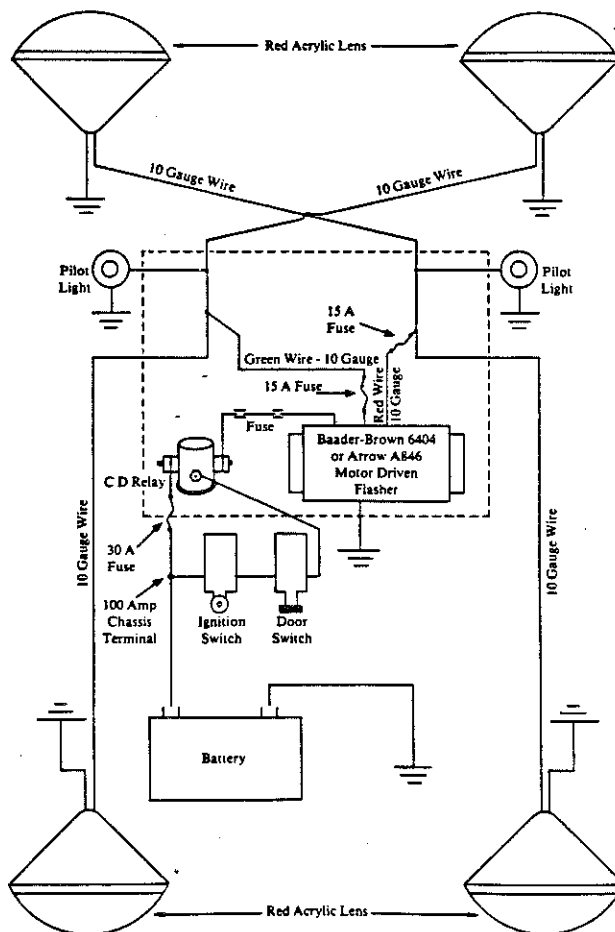 Red Acrylic Lens
10 Gauge Wire
10 Gauge Wire
Pilot
Light
Pilot
Light
15 A
Fuse
Green Wire - 10 Gauge
15 A Fuse
Red Wire
10 Gauge
Fuse
Baader-Brown 6404
or Arrow A846
Motor Driven
Flasher
C D Relay
30 A
Fuse
10 Gauge Wire
10 Gauge Wire
100 Amp
Chassis
Terminal
Ignition
Switch
Door
Switch
Battery
Red Acrylic Lens